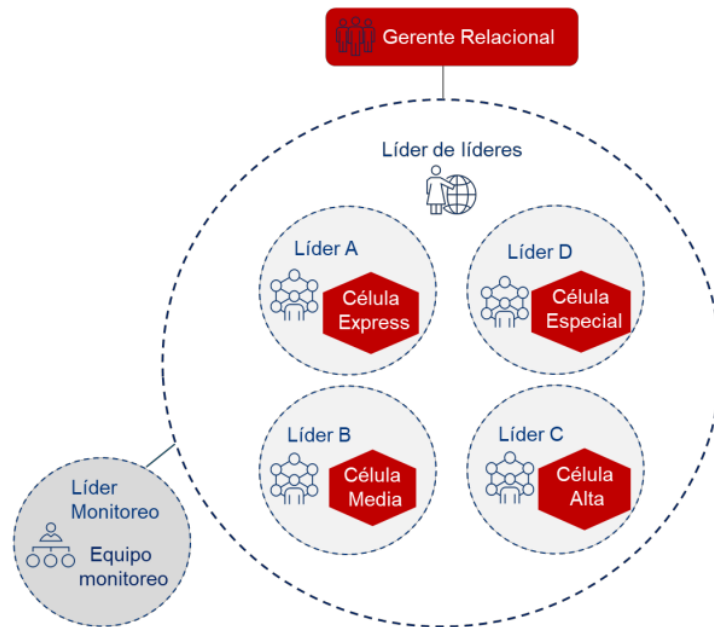 Gerente Relacional
Líder de líderes
Líder A
Célula
Express
Líder D
Célula
Especial
Líder B
Célula
Media
Líder C
Célula
Alta
Líder
Monitoreo
Equipo
monitoreo